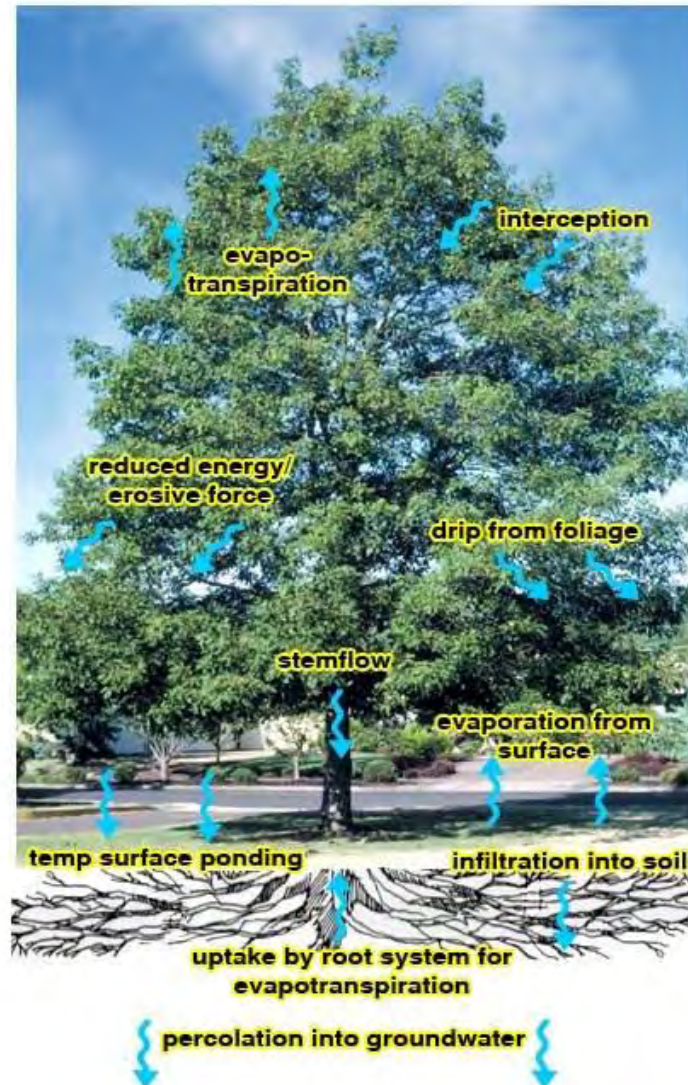 interception
evapo-
transpiration
reduced energy/
erosive force
drip from foliage
stemflow
evaporation from
surface
temp surface ponding
infiltration into soil
uptake by root system for
evapotranspiration
percolation into groundwater